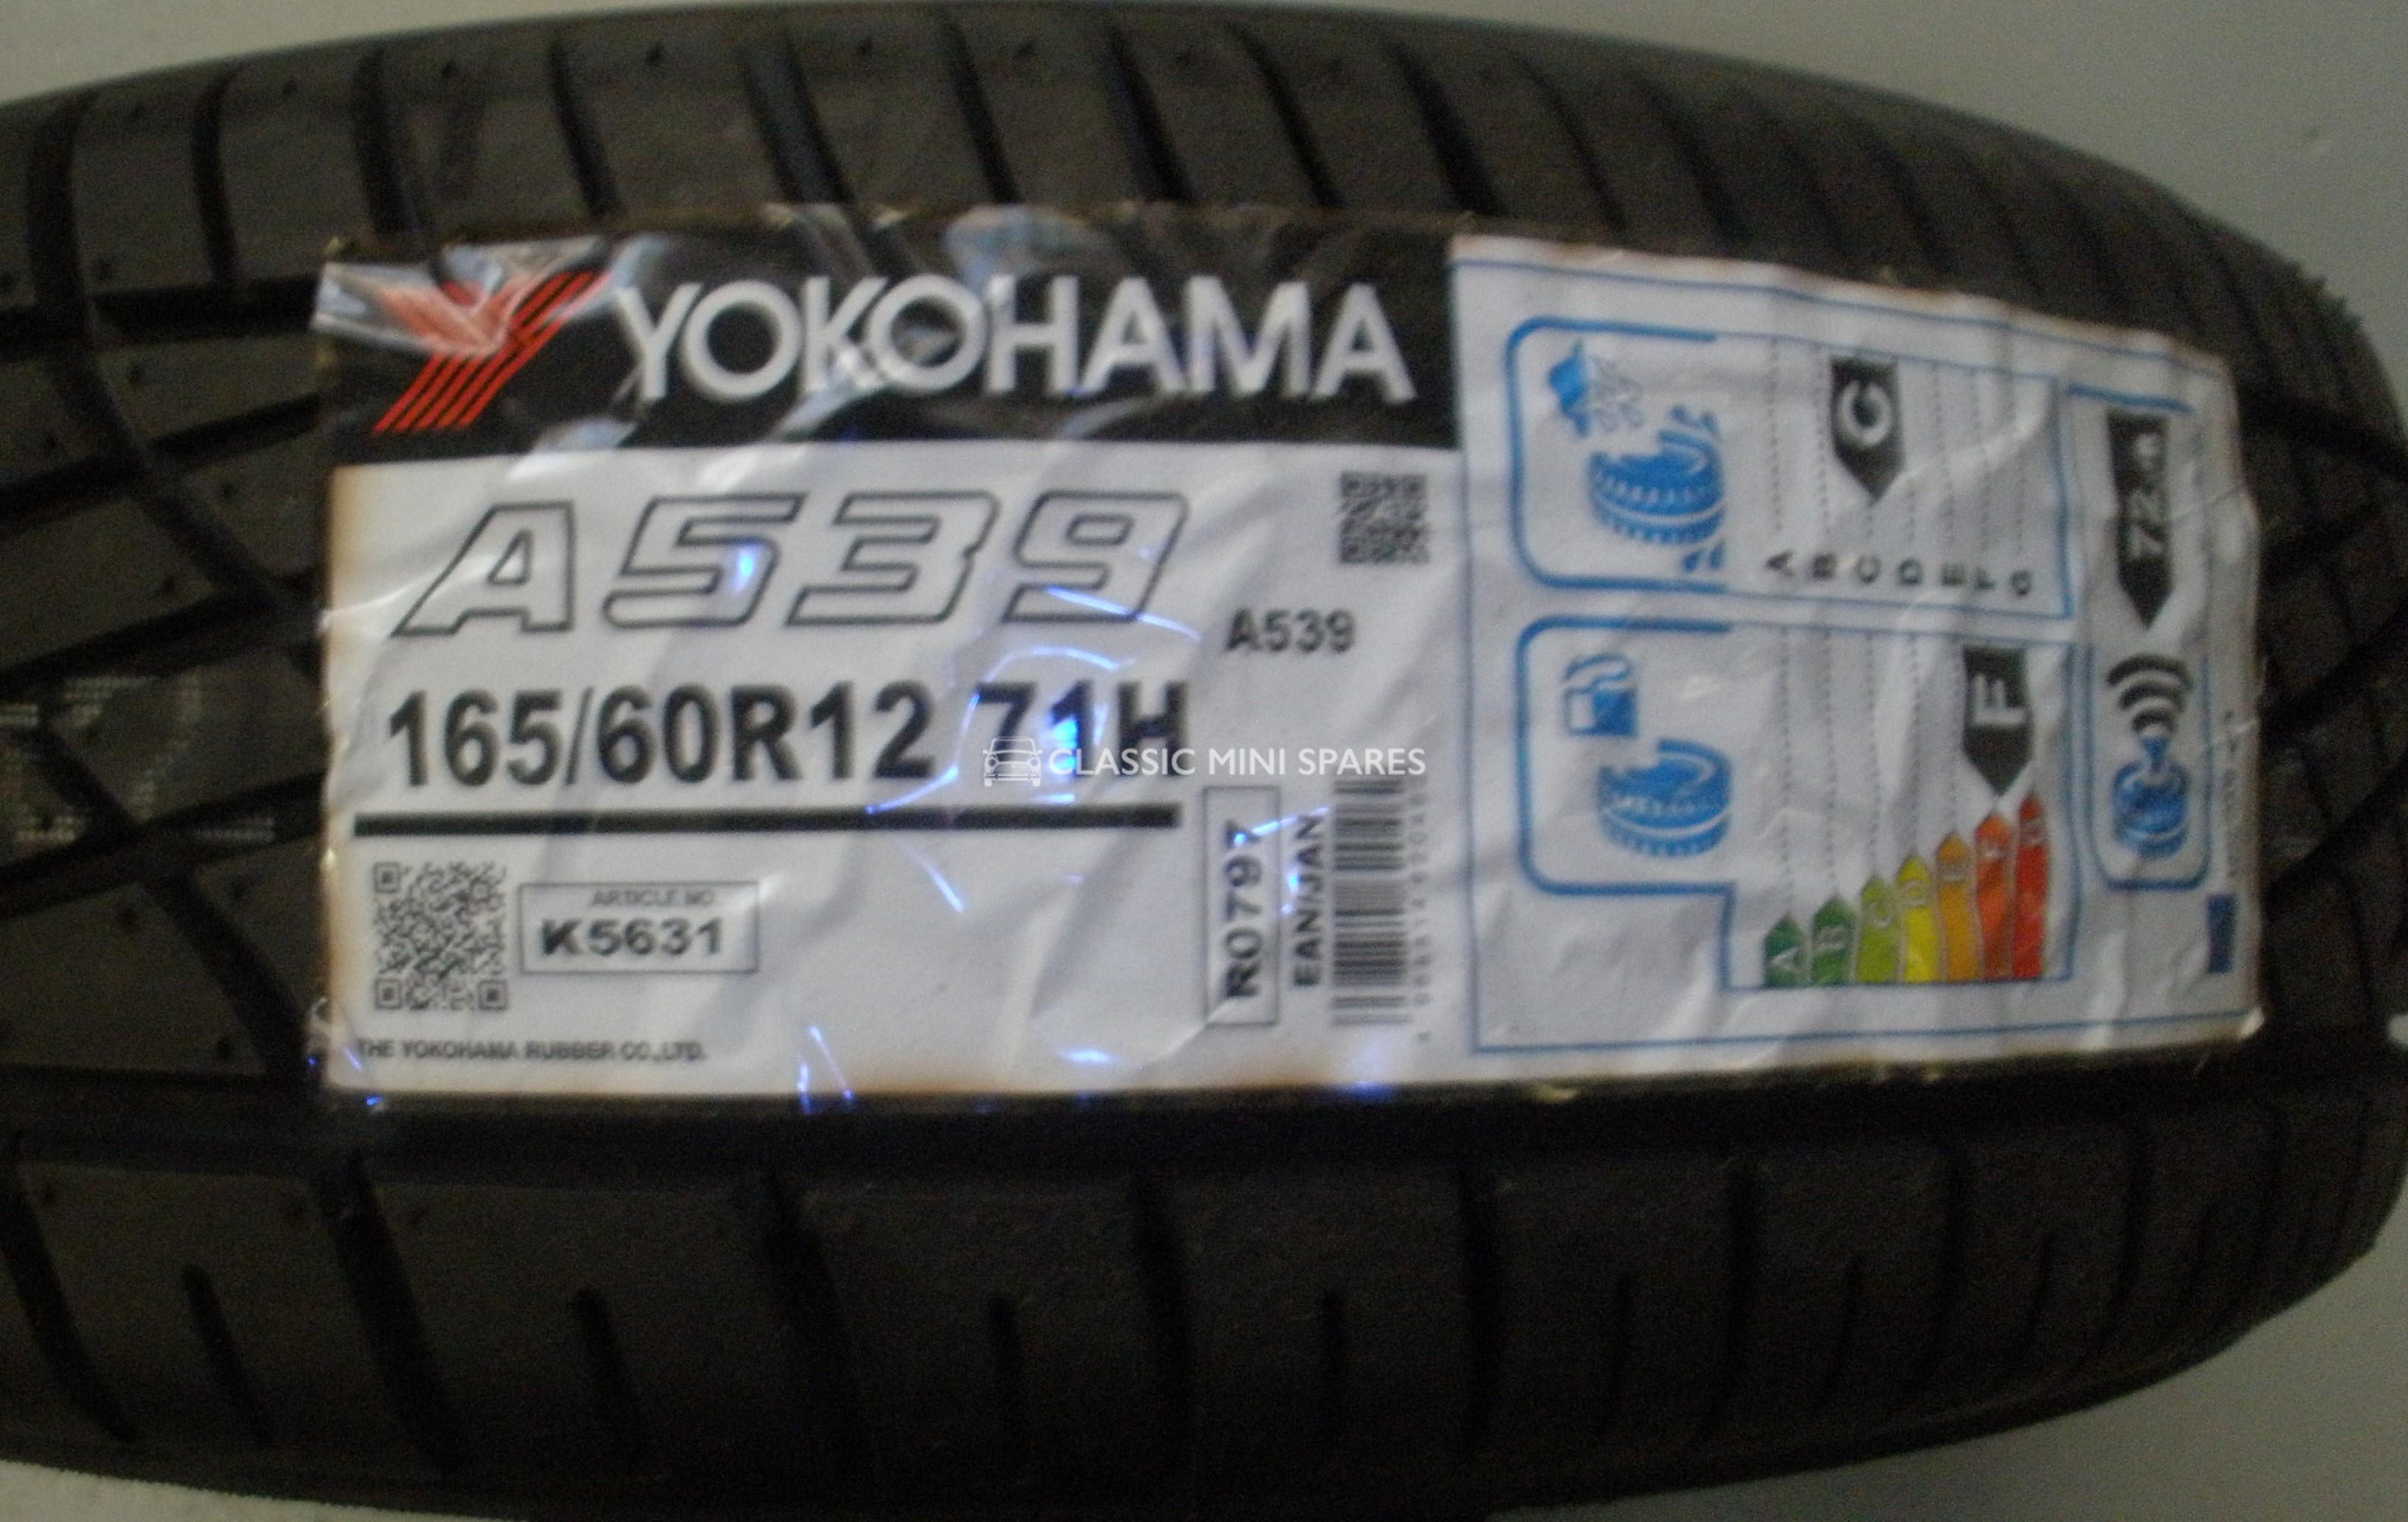 YOKOHAMA
A539
A539
165/60R12 71H
CLASSIC MINI SPARES
ARTICLE NO
K5631
R0797
EAN/JAN
THE YOKOHAMA RUBBER CO.,LTD.
C
A
B
C
D
E
F
G
F
A
B
C
D
E
F
G